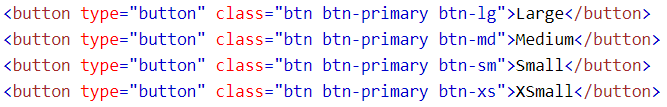 <button type="button" class="btn btn-primary btn-lg">Large</button>
<button type="button" class="btn btn-primary btn-md">Medium</button>
<button type="button" class="btn btn-primary btn-sm">Small</button>
<button type="button" class="btn btn-primary btn-xs">XSmall</button>